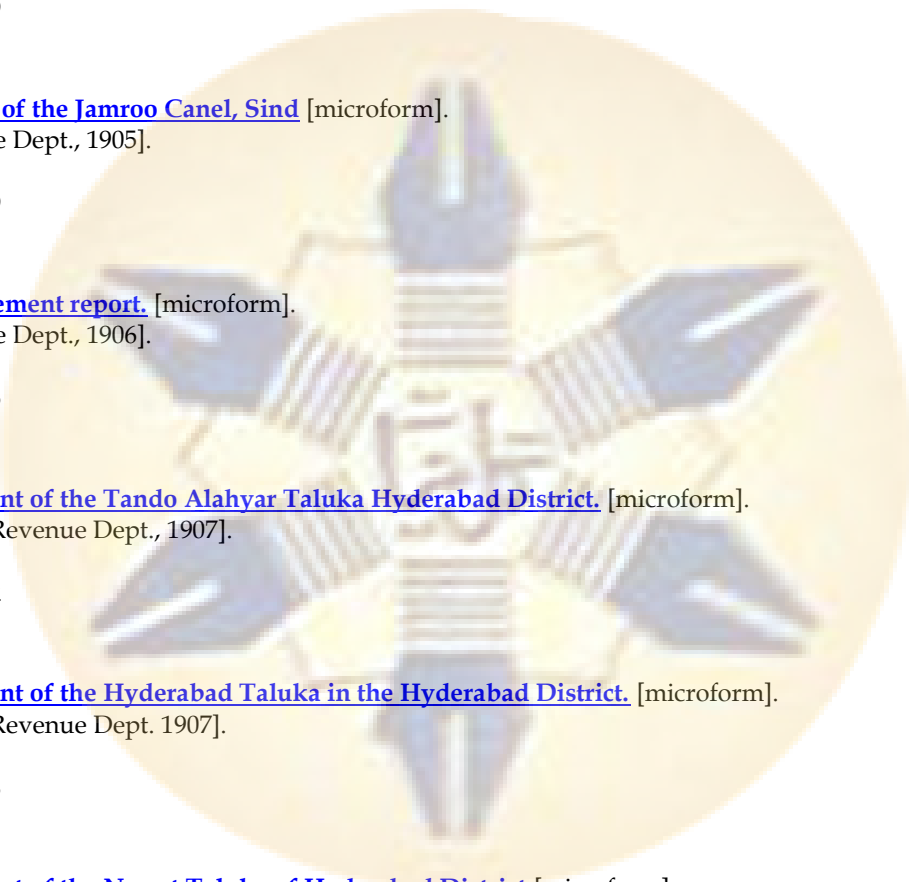 of the Jamroo Canel, Sind [microform].
e Dept., 1905].
ement report. [microform].
e Dept., 1906].
nt of the Tando Alahyar Taluka Hyderabad District. [microform].
Revenue Dept., 1907].
nt of the Hyderabad Taluka in the Hyderabad District. [microform].
Revenue Dept. 1907].